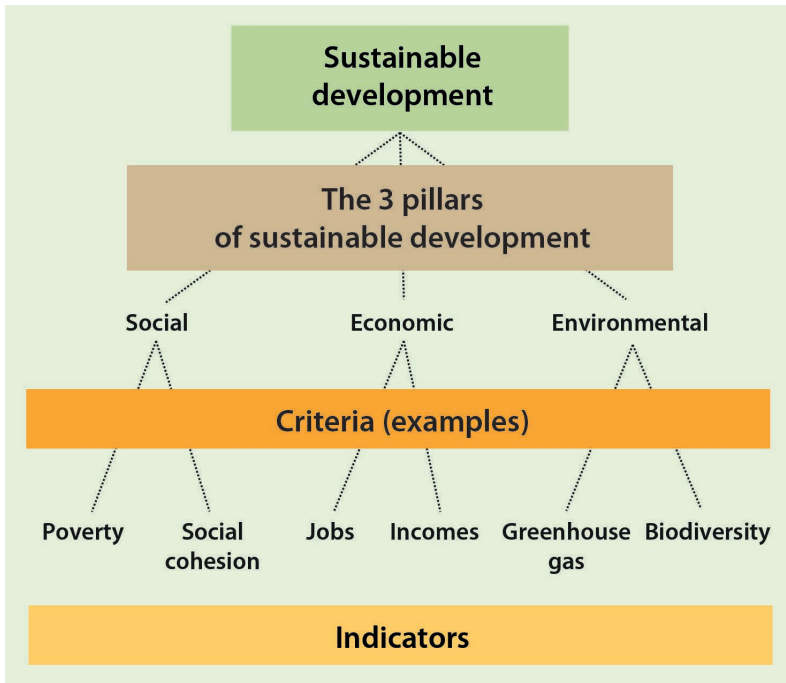 Sustainable
development
The 3 pillars
of sustainable development
Social
Economic
Environmental
Criteria (examples)
Poverty
Social
cohesion
Jobs
Incomes
Greenhouse
gas
Biodiversity
Indicators